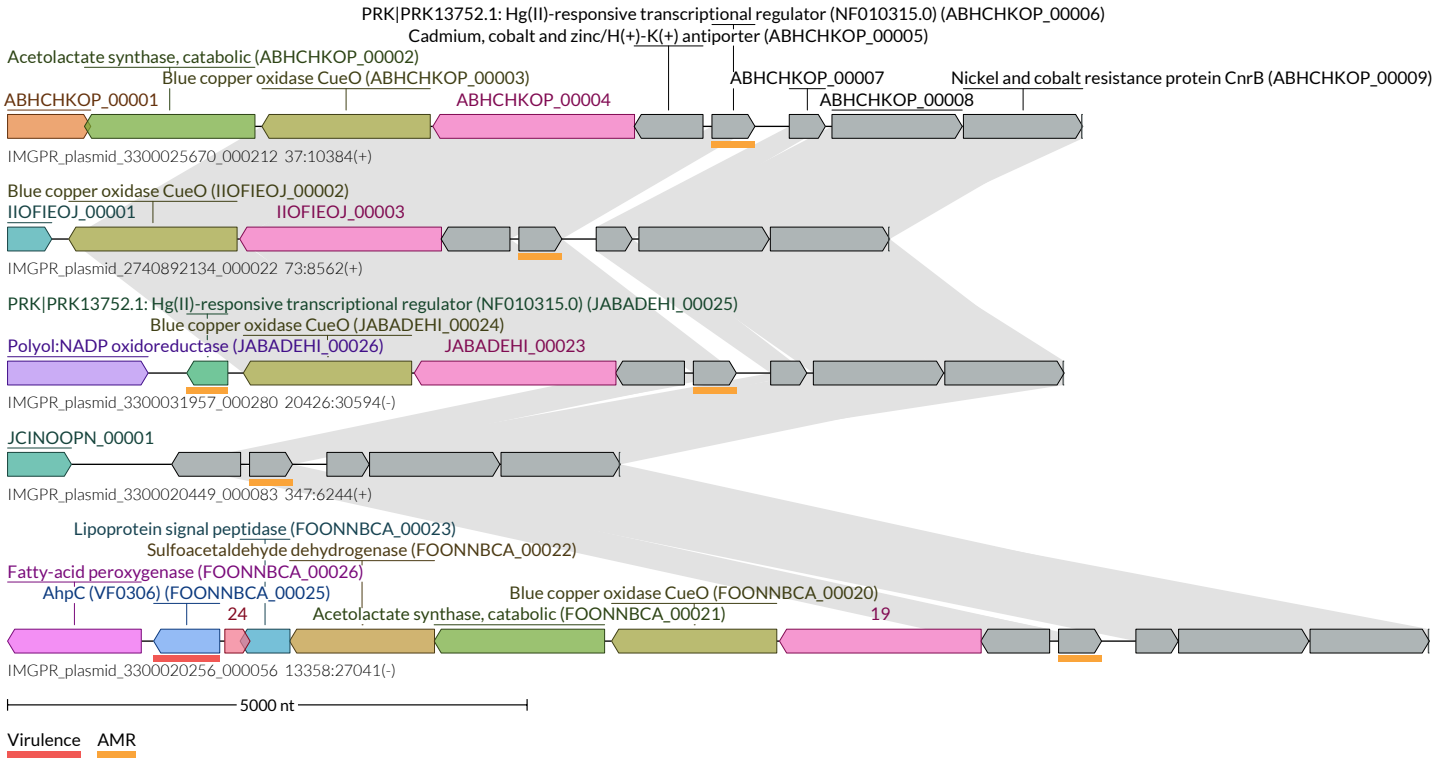 PRK|PRK13752.1: Hg(II)-responsive transcriptional regulator (NF010315.0) (ABHCHKOP_00006)
Cadmium, cobalt and zinc/H(+)-K(+) antiporter (ABHCHKOP_00005)
Acetolactate synthase, catabolic (ABHCHKOP_00002)
Blue copper oxidase CueO (ABHCHKOP_00003)
ABHCHKOP_00007
Nickel and cobalt resistance protein CnrB (ABHCHKOP_00009)
ABHCHKOP_00001
ABHCHKOP_00004
ABHCHKOP_00008
IMGPR_plasmid_3300025670_000212 37:10384(+)
Blue copper oxidase CueO (IIOFIEOJ_00002)
IIOFIEOJ_00001
IIOFIEOJ_00003
IMGPR_plasmid_2740892134_000022 73:8562(+)
PRK|PRK13752.1: Hg(II)-responsive transcriptional regulator (NF010315.0) (JABADEHI_00025)
Blue copper oxidase CueO (JABADEHI_00024)
Polyol:NADP oxidoreductase (JABADEHI_00026)
JABADEHI_00023
IMGPR_plasmid_3300031957_000280 20426:30594(-)
JCINOOPN_00001
IMGPR_plasmid_3300020449_000083 347:6244(+)
Lipoprotein signal peptidase (FOONNBCA_00023)
Sulfoacetaldehyde dehydrogenase (FOONNBCA_00022)
Fatty-acid peroxygenase (FOONNBCA_00026)
AhpC (VF0306) (FOONNBCA_00025)
Blue copper oxidase CueO (FOONNBCA_00020)
24
Acetolactate synthase, catabolic (FOONNBCA_00021)
19
IMGPR_plasmid_3300020256_000056 13358:27041(-)
5000 nt
Virulence
AMR